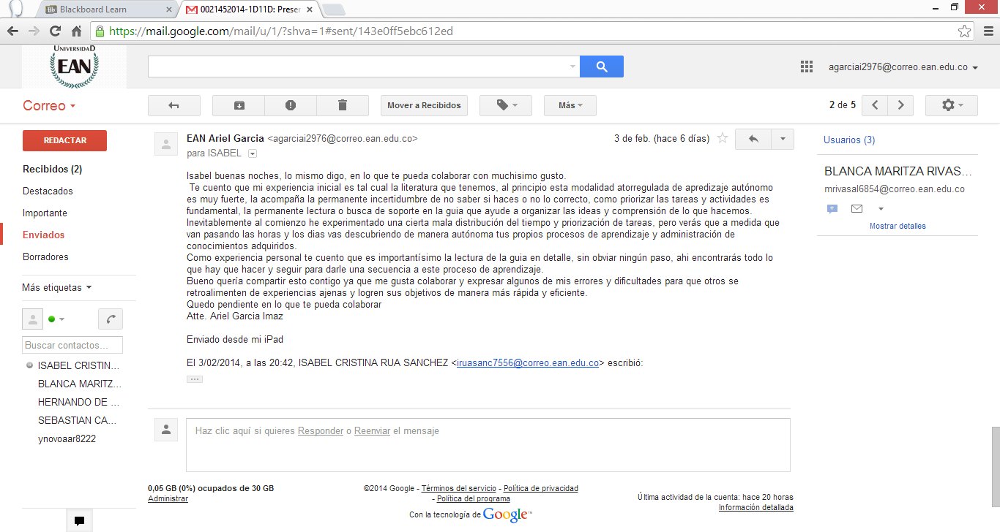 Blackboard Learn
0021452014-1D11D: Presen
https://mail.google.com/mail/u/1/?shva=1#sent/143e0ff5ebc612ed
UNIVERSIDAD
EAN
agarciai2976@correo.ean.edu.co
Correo
Mover a Recibidos
Más
2 de 5
REDACTAR
Recibidos (2)
Destacados
Importante
Enviados
Borradores
Más etiquetas
Buscar contactos...
ISABEL CRISTIN...
BLANCA MARITZ...
HERNANDO DE ...
SEBASTIAN CA...
ynovoaar8222
EAN Ariel Garcia <agarciai2976@correo.ean.edu.co>
3 de feb. (hace 6 días)
para ISABEL
Isabel buenas noches, lo mismo digo, en lo que te pueda colaborar con muchisimo gusto.
Te cuento que mi experiencia inicial es tal cual la literatura que tenemos, al principio esta modalidad atorregulada de apredizaje autónomo
es muy fuerte, la acompaña la permanente incertidumbre de no saber si haces o no lo correcto, como priorizar las tareas y actividades es
fundamental, la permanente lectura o busca de soporte en la guia que ayude a organizar las ideas y comprensión de lo que hacemos.
Inevitablemente al comienzo he experimentado una cierta mala distribución del tiempo y priorización de tareas, pero verás que a medida que
van pasando las horas y los dias vas descubriendo de manera autónoma tus propios procesos de aprendizaje y administración de
conocimientos adquiridos.
Como experiencia personal te cuento que es importantísimo la lectura de la guia en detalle, sin obviar ningún paso, ahi encontrarás todo lo
que hay que hacer y seguir para darle una secuencia a este proceso de aprendizaje.
Bueno quería compartir esto contigo ya que me gusta colaborar y expresar algunos de mis errores y dificultades para que otros se
retroalimenten de experiencias ajenas y logren sus objetivos de manera más rápida y eficiente.
Quedo pendiente en lo que te pueda colaborar
Atte. Ariel Garcia Imaz
Enviado desde mi iPad
El 3/02/2014, a las 20:42, ISABEL CRISTINA RUA SANCHEZ <iruasanc7556@correo.ean.edu.co> escribió:
Haz clic aquí si quieres Responder o Reenviar el mensaje
Usuarios (3)
BLANCA MARITZA RIVAS...
mrivasal6854@correo.ean.edu.co
Mostrar detalles
0,05 GB (0%) ocupados de 30 GB
Administrar
©2014 Google - Términos del servicio - Política de privacidad
- Política del programa
Con la tecnología de Google™
Última actividad de la cuenta: hace 20 horas
Información detallada